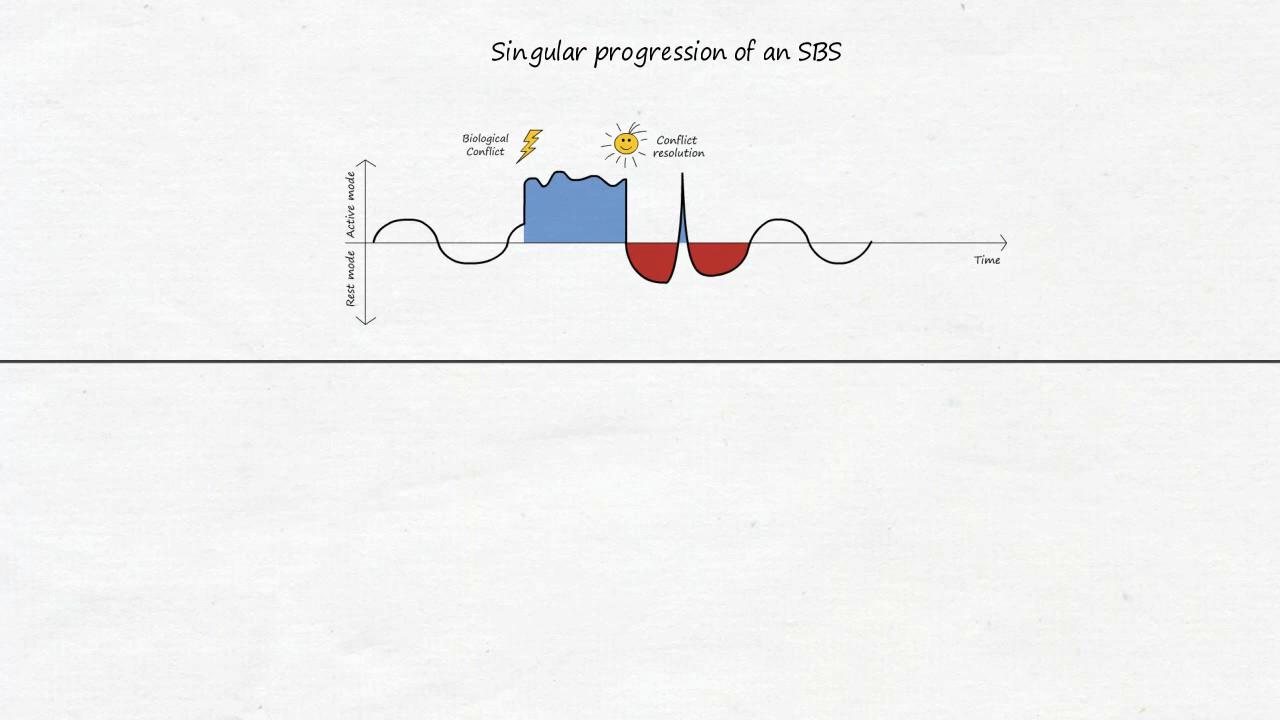 Singular progression of an SBS
Biological
Conflict
Conflict
resolution
Active mode
Rest mode
Time